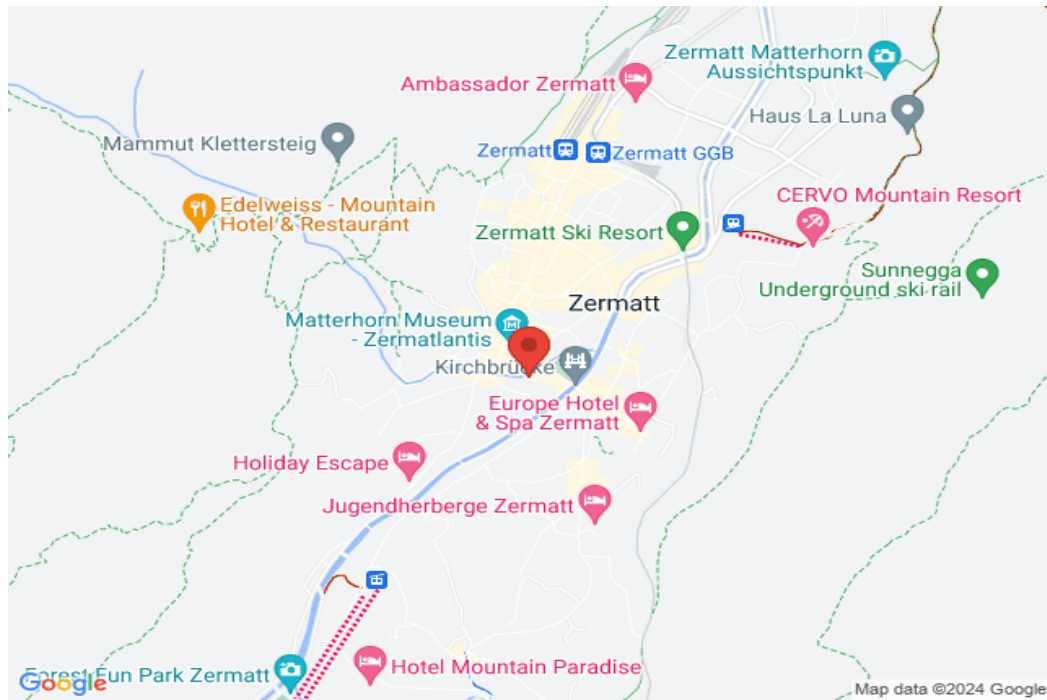 Zermatt Matterhorn
Aussichtspunkt
Ambassador Zermatt
Haus La Luna
Mammut Klettersteig
Zermatt
Zermatt GGB
CERVO Mountain Resort
Edelweiss - Mountain
Hotel & Restaurant
Zermatt Ski Resort
Sunnegga
Underground ski rail
Zermatt
Matterhorn Museum
- Zermatlantis
Kirchbrücke
Europe Hotel
& Spa Zermatt
Holiday Escape
Jugendherberge Zermatt
Hotel Mountain Paradise
Forest Fun Park Zermatt
Google
Map data ©2024 Google